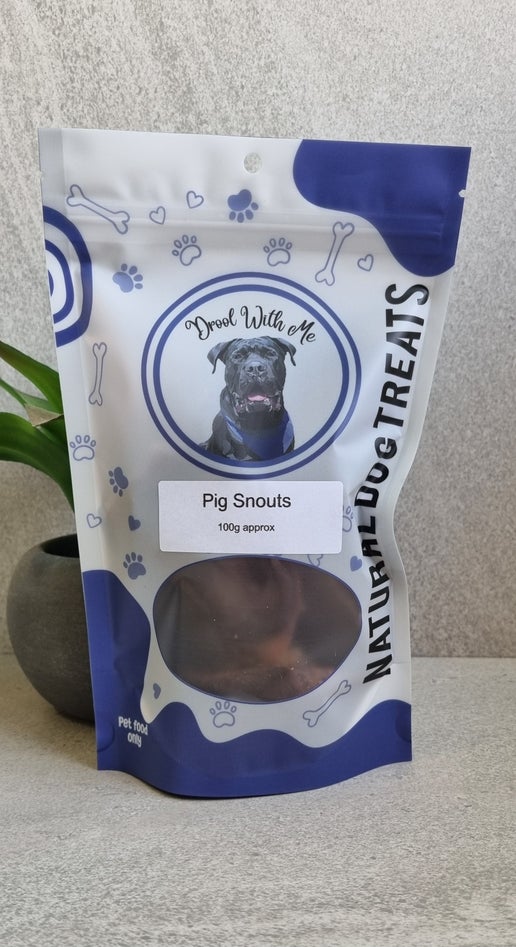 Drool With Me
Pig Snouts
100g approx
NATURAL DOG TREATS
Pet food
only